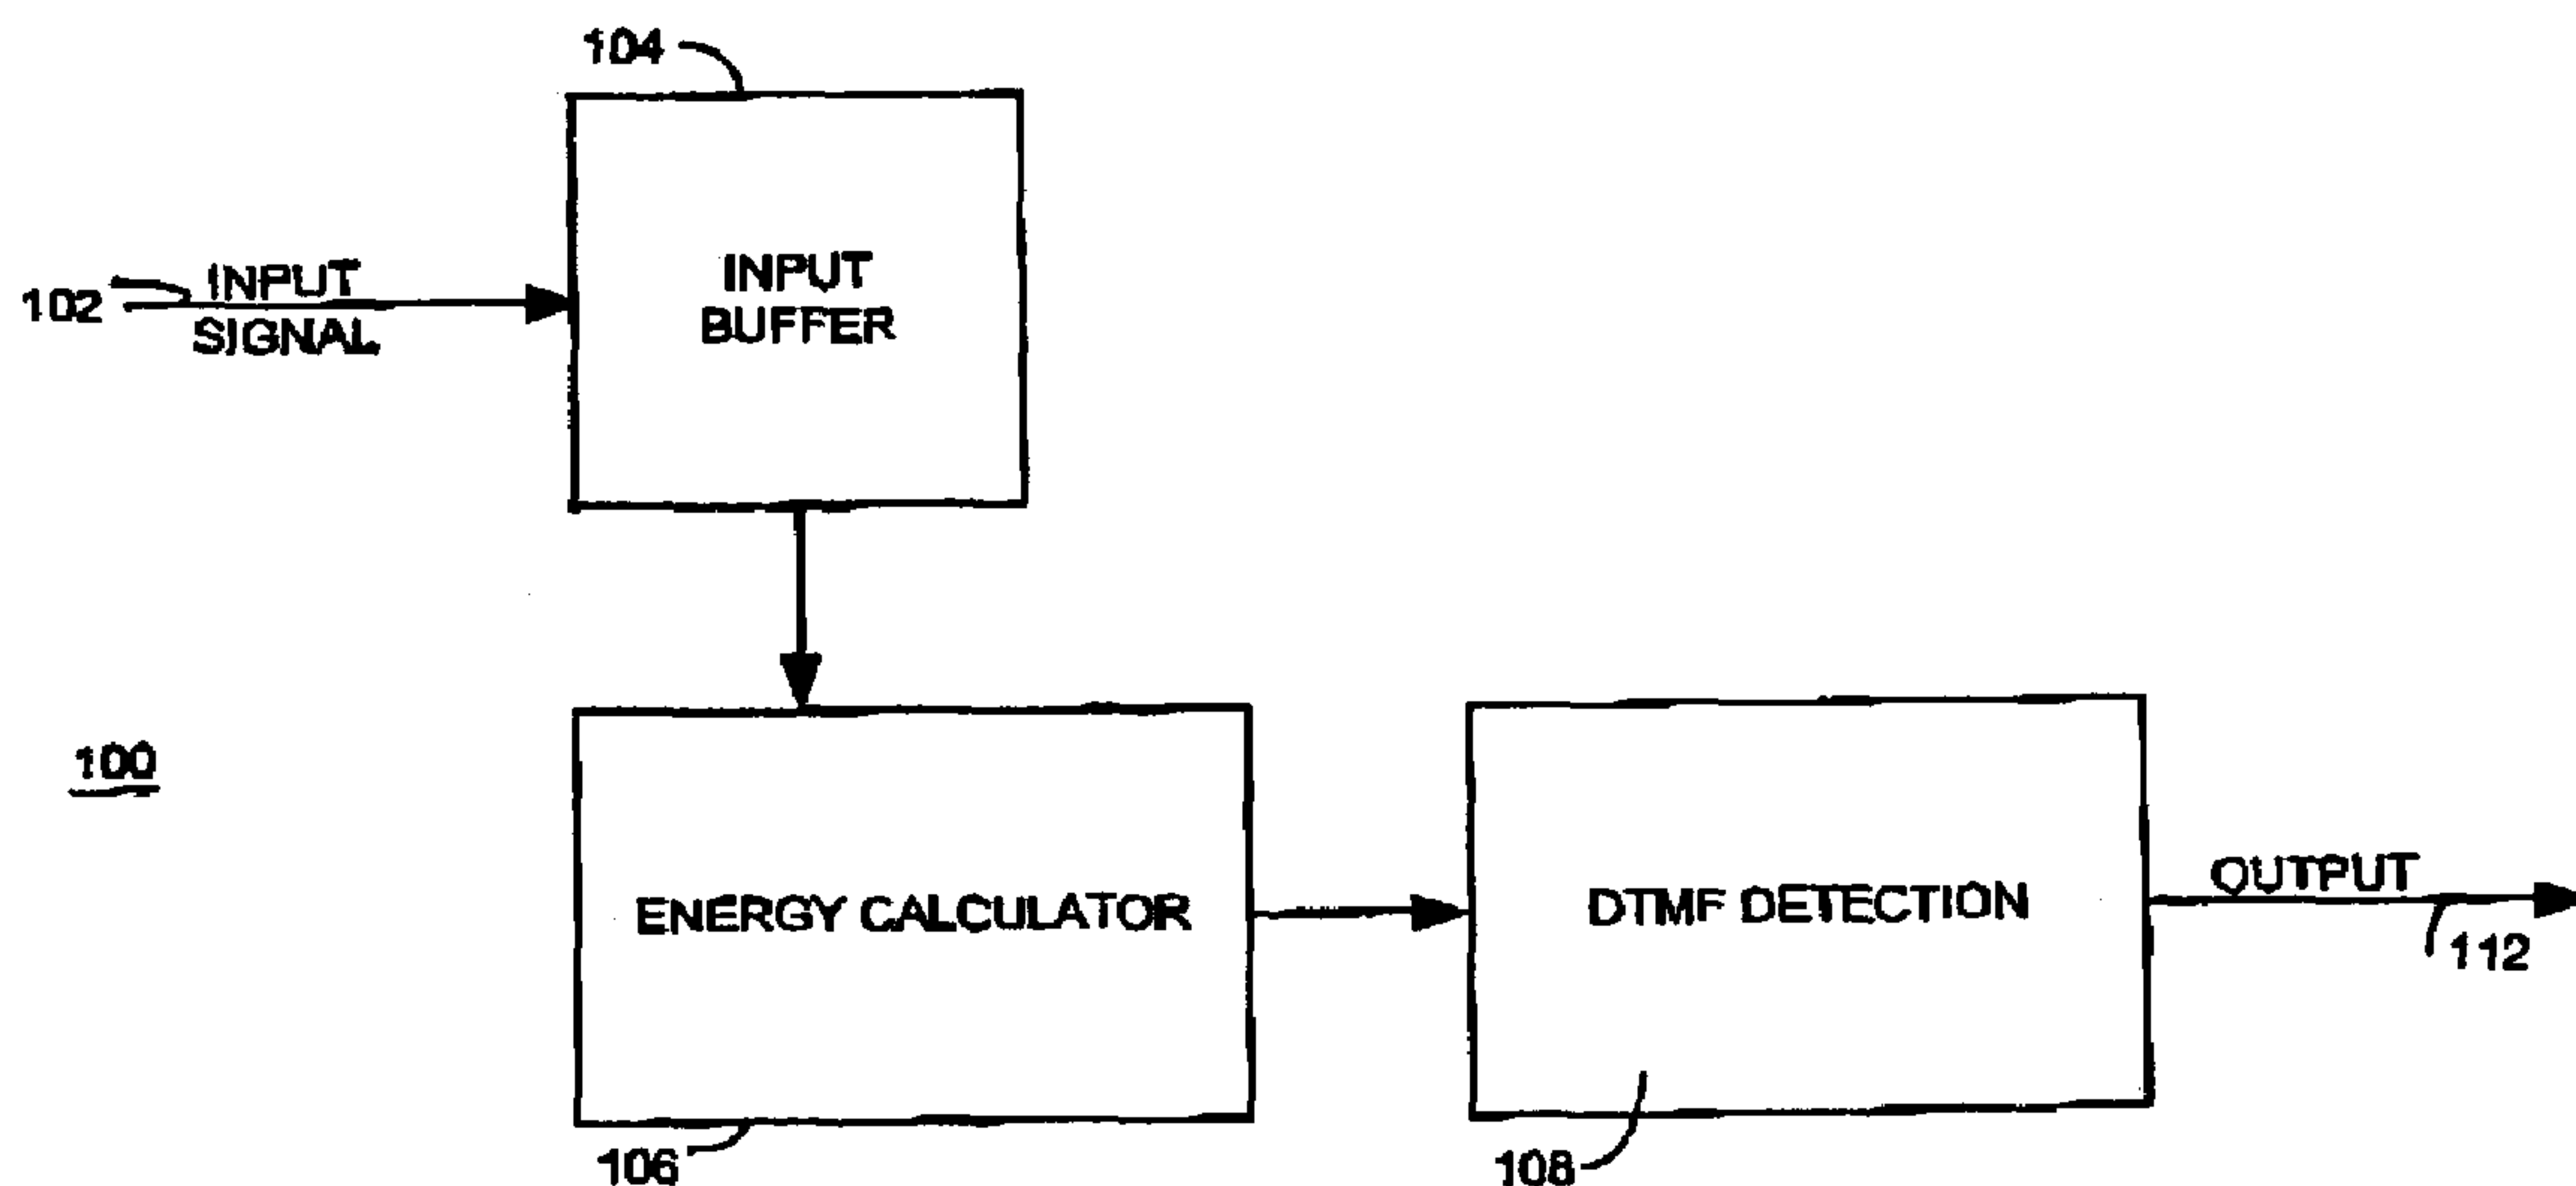 104
INPUT
BUFFER
102
INPUT
SIGNAL
100
ENERGY CALCULATOR
DTMF DETECTION
OUTPUT
112
106
108